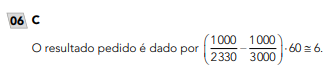 06 C
O resultado pedido é dado por (1000/2330 − 1000/3000) · 60 ≅ 6.